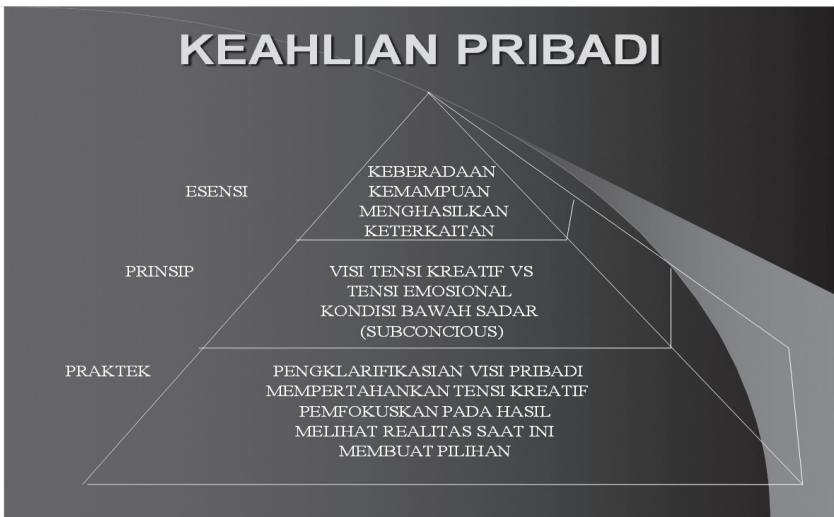 KEAHLIAN PRIBADI
ESENSI
KEBERADAAN
KEMAMPUAN
MENGHASILKAN
KETERKAITAN
PRINSIP
VISI TENSI KREATIF VS
TENSI EMOSIONAL
KONDISI BAWAH SADAR
(SUBCONCIOUS)
PRAKTEK
PENGKLARIFIKASIAN VISI PRIBADI
MEMPERTAHANKAN TENSI KREATIF
PEMFOKUSKAN PADA HASIL
MELIHAT REALITAS SAAT INI
MEMBUAT PILIHAN